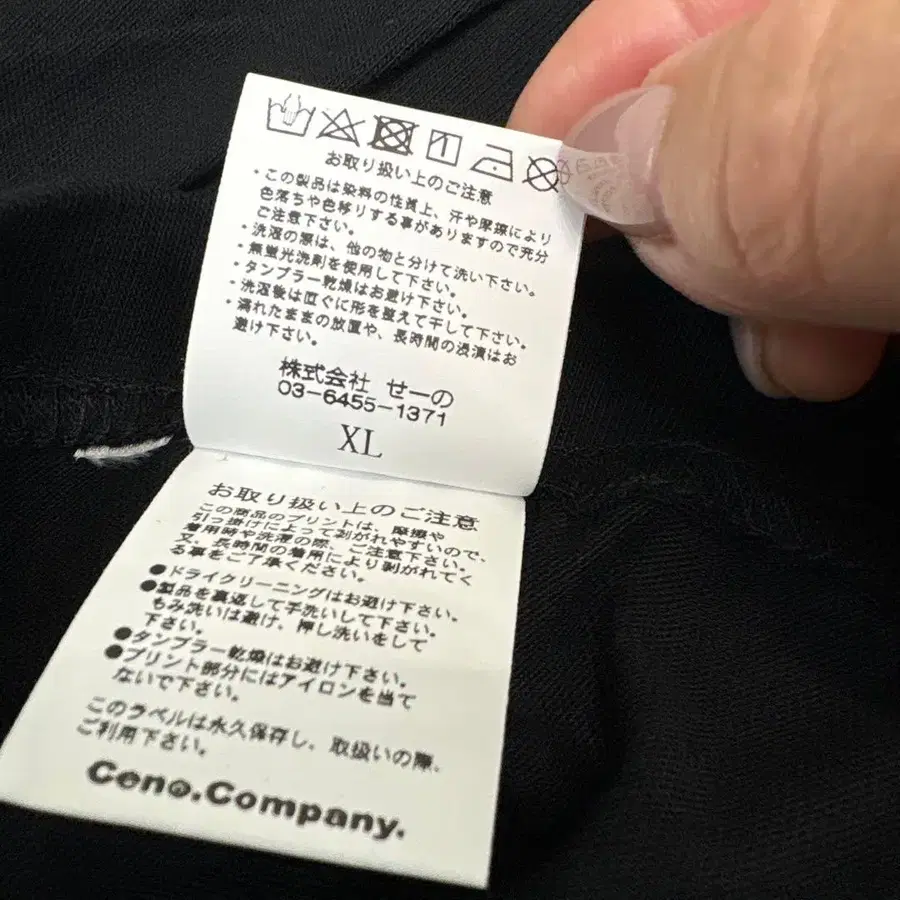 お取り扱い上のご注意
・この製品は染料の性質上、汗や摩擦により
色落ちや色移りする事がありますので充分
ご注意下さい。
・洗濯の際は、他の物と分けて洗い下さい。
・無蛍光洗剤を使用して下さい。
・タンブラー乾燥はお避け下さい。
・洗濯後は直ぐに形を整えて干して下さい。
・濡れたままの放置や、長時間の浸漬はお
避け下さい。
株式会社 せーの
03-6455-1371
XL
お取り扱い上のご注意
この商品のプリントは、摩擦や
引っ掛けによって剥がれやすいので、
着用時や洗濯の際、ご注意下さい。
又、長時間の着用により剥がれてく
る事をご了承ください。
●ドライクリーニングはお避け下さい。
●製品を裏返して手洗いして下さい。
もみ洗いは避け、押し洗いをして
下さい。
●タンブラー乾燥はお避け下さい。
●プリント部分にはアイロンを当て
ないで下さい。
このラベルは永久保存し、取扱いの際、
ご利用下さい。
Ceno.Company.